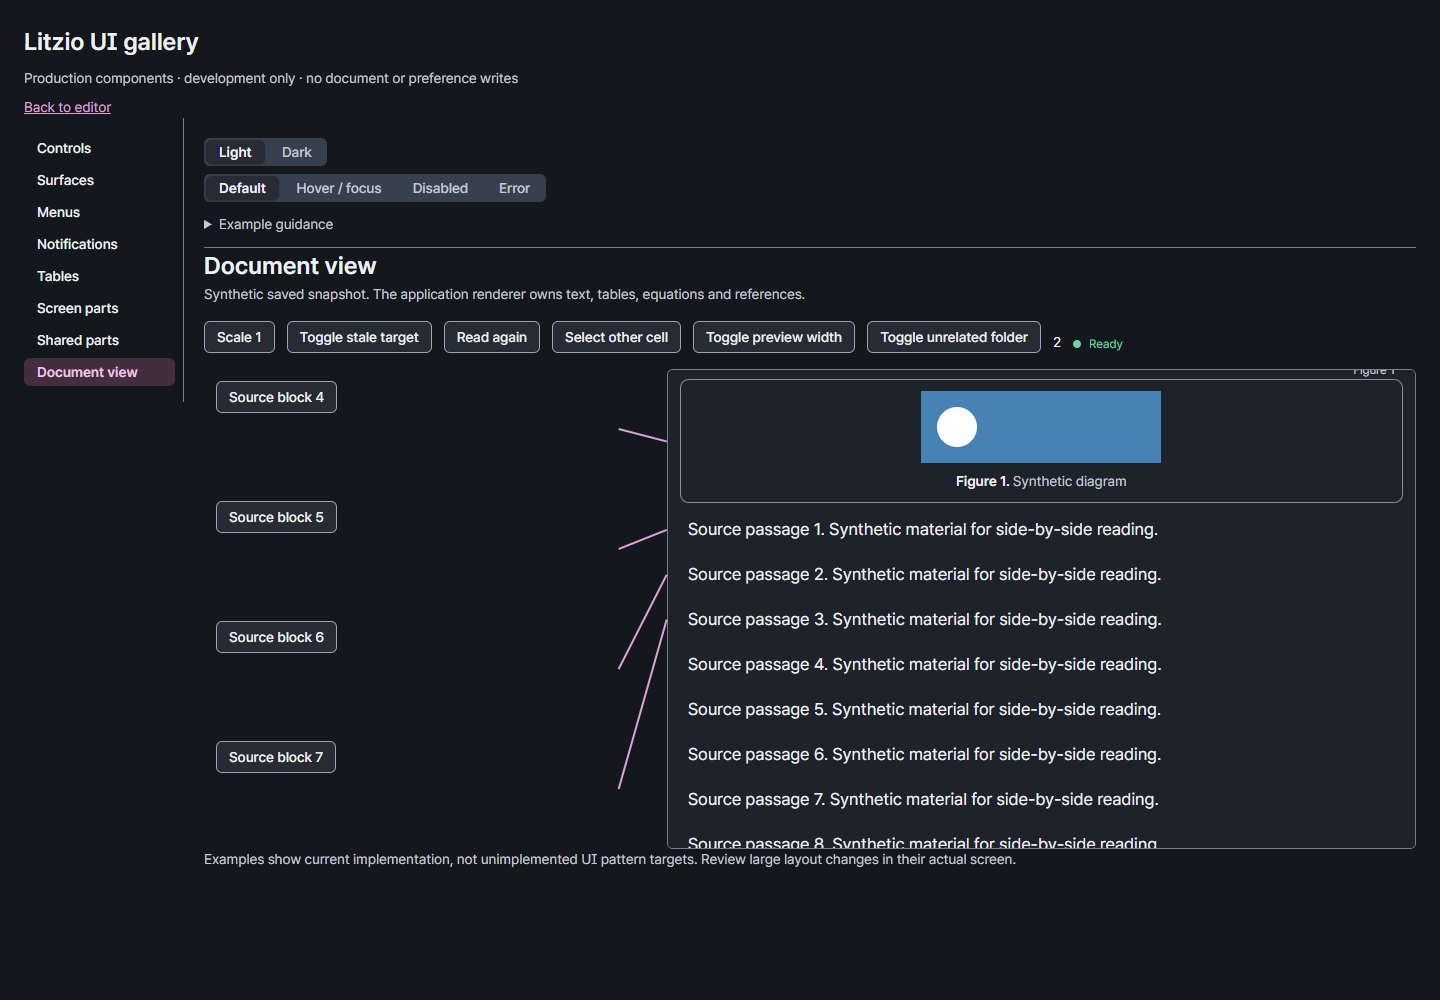 Litzio UI gallery
Production components · development only · no document or preference writes
Back to editor
Controls
Surfaces
Menus
Notifications
Tables
Screen parts
Shared parts
Document view
Light Dark
Default Hover / focus Disabled Error
Example guidance
Document view
Synthetic saved snapshot. The application renderer owns text, tables, equations and references.
Scale 1 Toggle stale target Read again Select other cell Toggle preview width Toggle unrelated folder 2 Ready
Source block 4
Source block 5
Source block 6
Source block 7
Figure 1
Figure 1. Synthetic diagram
Source passage 1. Synthetic material for side-by-side reading.
Source passage 2. Synthetic material for side-by-side reading.
Source passage 3. Synthetic material for side-by-side reading.
Source passage 4. Synthetic material for side-by-side reading.
Source passage 5. Synthetic material for side-by-side reading.
Source passage 6. Synthetic material for side-by-side reading.
Source passage 7. Synthetic material for side-by-side reading.
Source passage 8. Synthetic material for side-by-side reading.
Examples show current implementation, not unimplemented UI pattern targets. Review large layout changes in their actual screen.